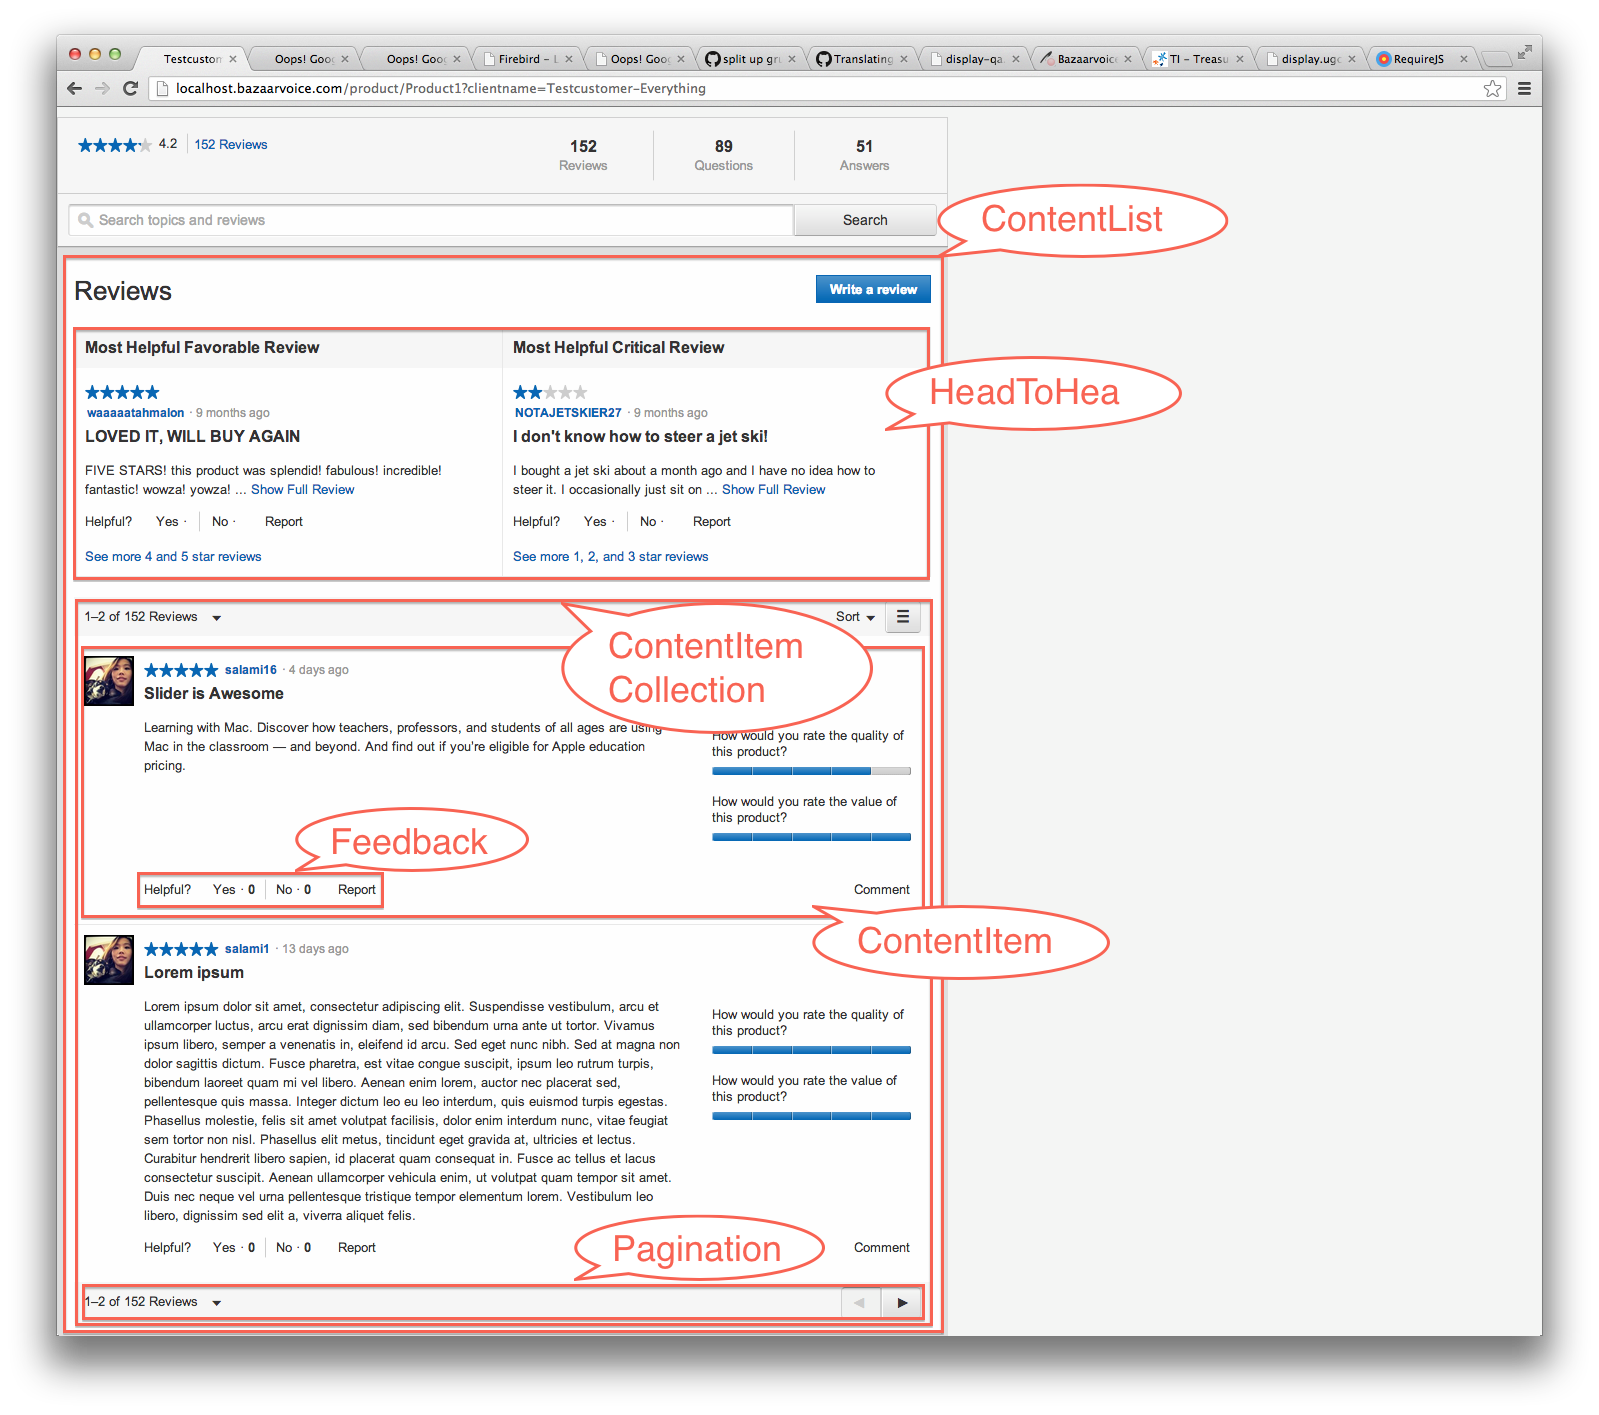 Testcuston
Oops! Goog
Oops! Goog
Firebird – L
Oops! Goog
split up gru
Translating
display-qa.
Bazaarvoice
TI – Treasu
display.ugc
RequireJS
localhost.bazaarvoice.com/product/Product1?clientname=Testcustomer-Everything
4.2
152 Reviews
152
Reviews
89
Questions
51
Answers
Search topics and reviews
Search
ContentList
Reviews
Write a review
Most Helpful Favorable Review
waaaaatahmalon · 9 months ago
LOVED IT, WILL BUY AGAIN
FIVE STARS! this product was splendid! fabulous! incredible!
fantastic! wowza! yowza! ... Show Full Review
Helpful? Yes · No · Report
See more 4 and 5 star reviews
Most Helpful Critical Review
NOTAJETSKIER27 · 9 months ago
I don't know how to steer a jet ski!
I bought a jet ski about a month ago and I have no idea how to
steer it. I occasionally just sit on ... Show Full Review
Helpful? Yes · No · Report
See more 1, 2, and 3 star reviews
HeadToHea
1–2 of 152 Reviews
Sort
ContentItem
Collection
salami16 · 4 days ago
Slider is Awesome
Learning with Mac. Discover how teachers, professors, and students of all ages are using
Mac in the classroom — and beyond. And find out if you're eligible for Apple education
pricing.
How would you rate the quality of
this product?
How would you rate the value of
this product?
Feedback
Helpful? Yes · 0 No · 0 Report
Comment
ContentItem
salami1 · 13 days ago
Lorem ipsum
Lorem ipsum dolor sit amet, consectetur adipiscing elit. Suspendisse vestibulum, arcu et
ullamcorper luctus, arcu erat dignissim diam, sed bibendum urna ante ut tortor. Vivamus
ipsum libero, semper a venenatis in, eleifend id arcu. Sed eget nunc nibh. Sed at magna non
dolor sagittis dictum. Fusce pharetra, est vitae congue suscipit, ipsum leo rutrum turpis,
bibendum laoreet quam mi vel libero. Aenean enim lorem, auctor nec placerat sed,
pellentesque quis massa. Integer dictum leo eu leo interdum, quis euismod turpis egestas.
Phasellus molestie, felis sit amet volutpat facilisis, dolor enim interdum nunc, vitae feugiat
sem tortor non nisl. Phasellus elit metus, tincidunt eget gravida at, ultricies et lectus.
Curabitur hendrerit libero sapien, id placerat quam consequat in. Fusce ac tellus et lacus
consectetur suscipit. Aenean ullamcorper vehicula enim, ut volutpat quam tempor sit amet.
Duis nec neque vel urna pellentesque tristique tempor elementum lorem. Vestibulum leo
libero, dignissim sed elit a, viverra aliquet felis.
How would you rate the quality of
this product?
How would you rate the value of
this product?
Helpful? Yes · 0 No · 0 Report
Comment
Pagination
1–2 of 152 Reviews